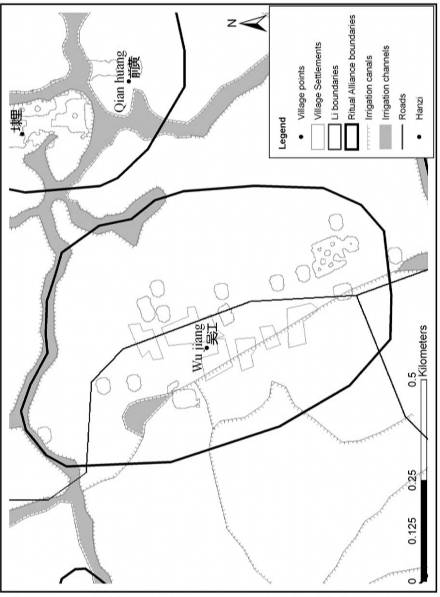 Qian huang
前黄
Wu jiang
吴江
N
Legend
Village points
Village Settlements
Li boundaries
Ritual Alliance boundaries
Irrigation canals
Irrigation channels
Roads
Hanzi
0 0.125 0.25 0.5
Kilometers